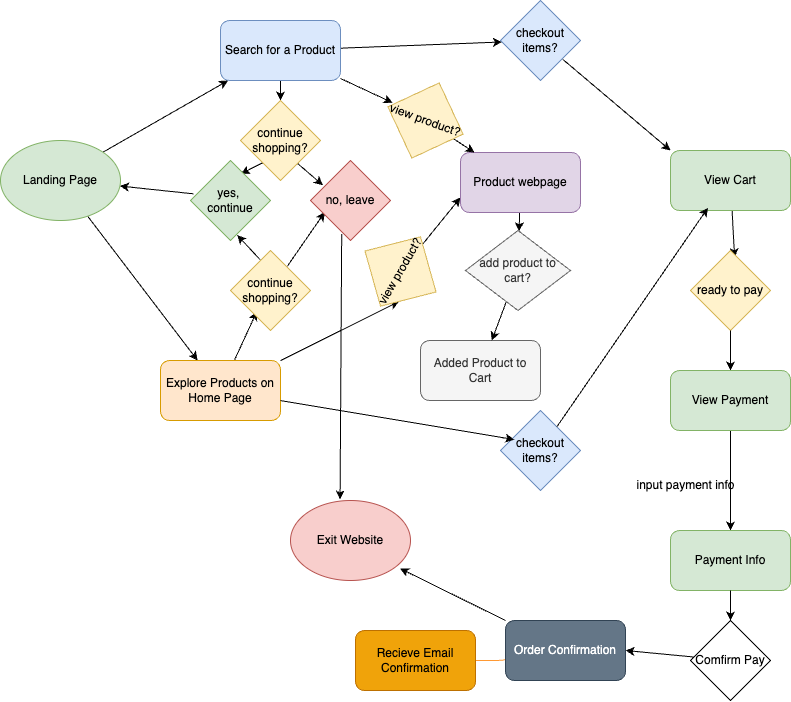 checkout
items?
Search for a Product
view product?
continue
shopping?
Landing Page
yes,
continue
no, leave
Product webpage
View Cart
view product?
add product to
cart?
continue
shopping?
ready to pay
Added Product to
Cart
Explore Products on
Home Page
View Payment
checkout
items?
input payment info
Exit Website
Payment Info
Recieve Email
Confirmation
Order Confirmation
Comfirm Pay